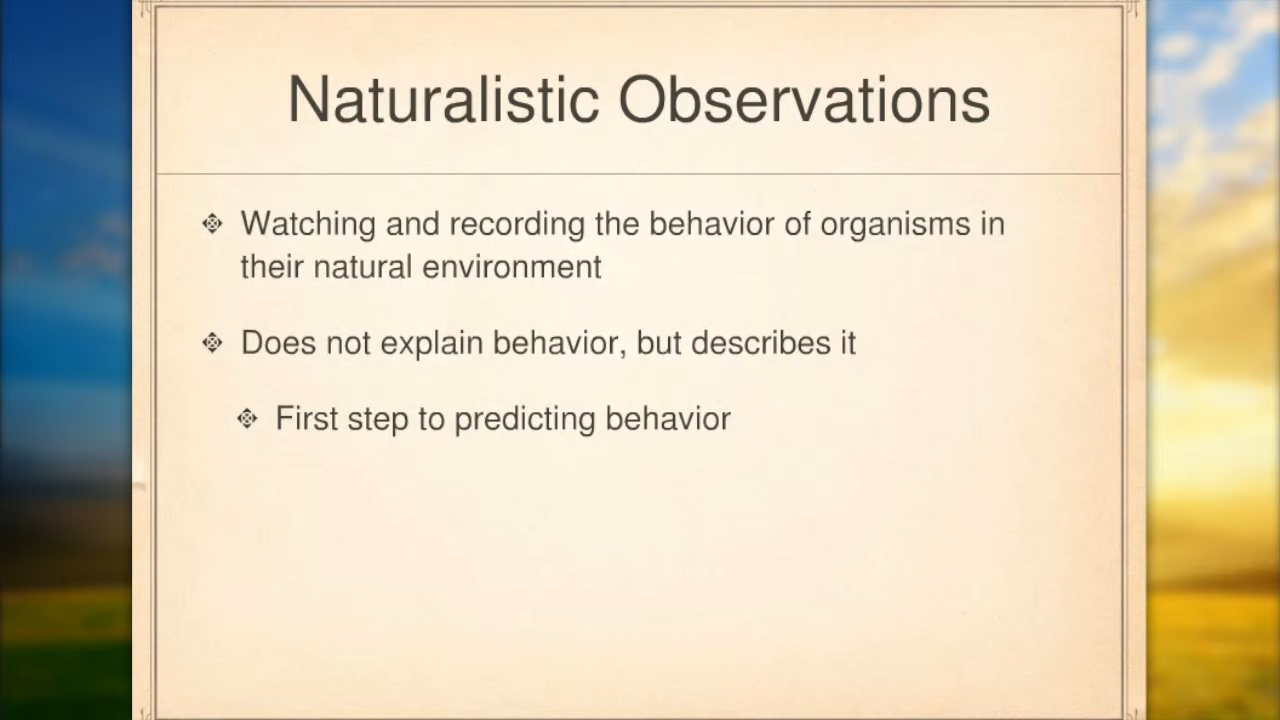 Naturalistic Observations
Watching and recording the behavior of organisms in
their natural environment
Does not explain behavior, but describes it
First step to predicting behavior